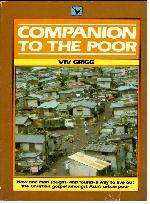 COMPANION
TO THE POOR
VIV GRIGG
How one man sought-and found-a way to live out
the Christian gospel amongst Asia's urban poor